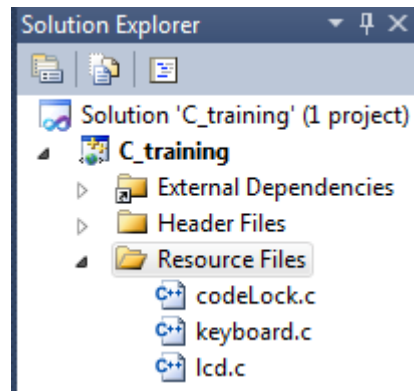 Solution Explorer
Solution 'C_training' (1 project)
C_training
External Dependencies
Header Files
Resource Files
C++ codeLock.c
C++ keyboard.c
C++ lcd.c